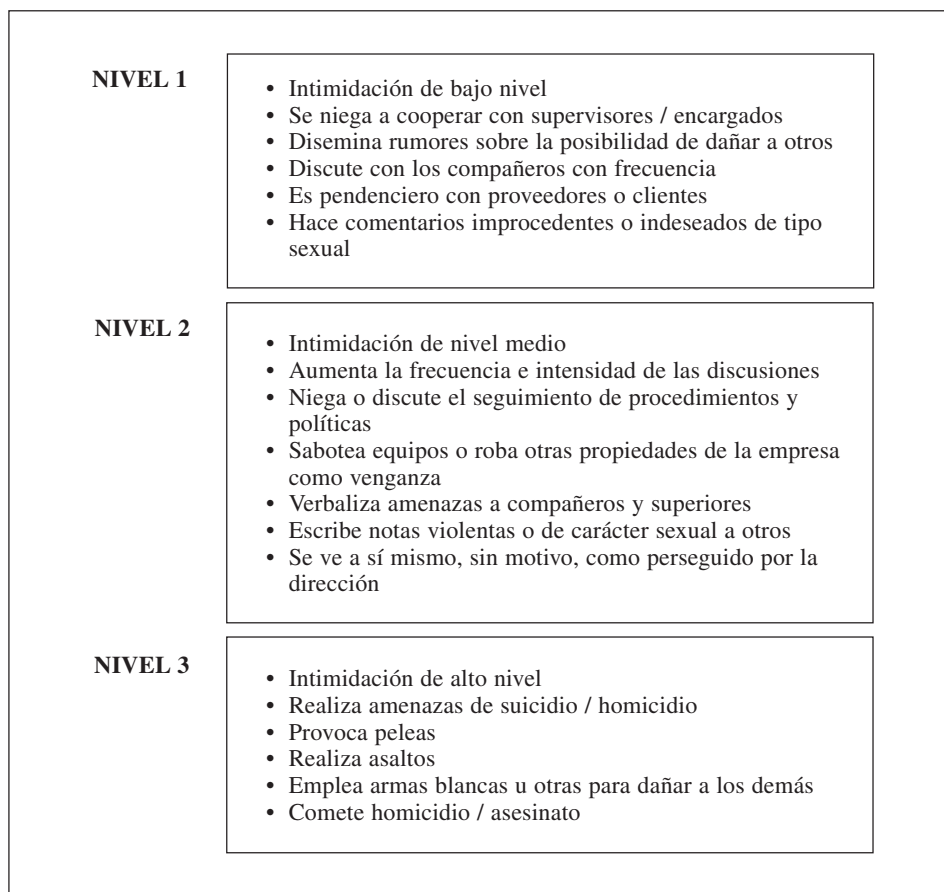 NIVEL 1
• Intimidación de bajo nivel
• Se niega a cooperar con supervisores / encargados
• Disemina rumores sobre la posibilidad de dañar a otros
• Discute con los compañeros con frecuencia
• Es pendenciero con proveedores o clientes
• Hace comentarios improcedentes o indeseados de tipo
sexual
NIVEL 2
• Intimidación de nivel medio
• Aumenta la frecuencia e intensidad de las discusiones
• Niega o discute el seguimiento de procedimientos y
políticas
• Sabotea equipos o roba otras propiedades de la empresa
como venganza
• Verbaliza amenazas a compañeros y superiores
• Escribe notas violentas o de carácter sexual a otros
• Se ve a sí mismo, sin motivo, como perseguido por la
dirección
NIVEL 3
• Intimidación de alto nivel
• Realiza amenazas de suicidio / homicidio
• Provoca peleas
• Realiza asaltos
• Emplea armas blancas u otras para dañar a los demás
• Comete homicidio / asesinato